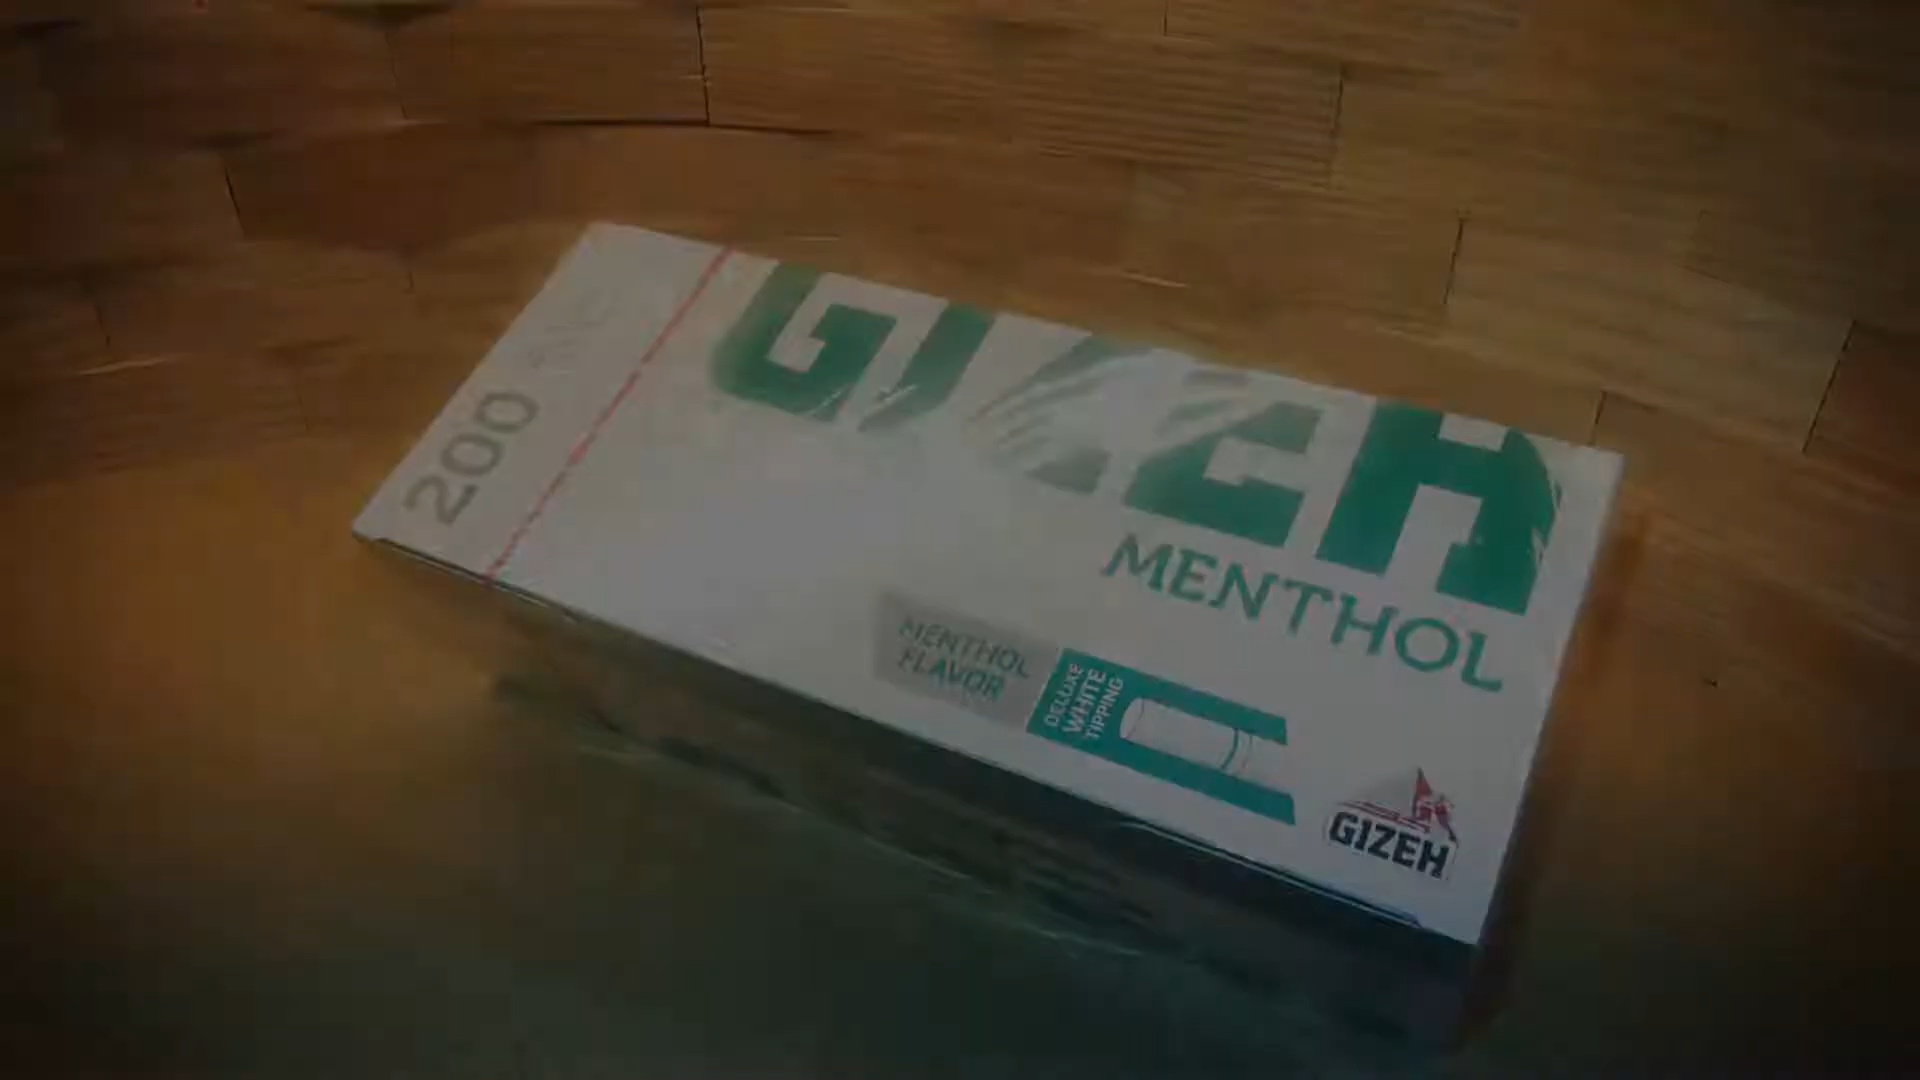 200
GIZEH
MENTHOL
MENTHOL
FLAVOR
DELUXE
WHITE
TIPPING
GIZEH